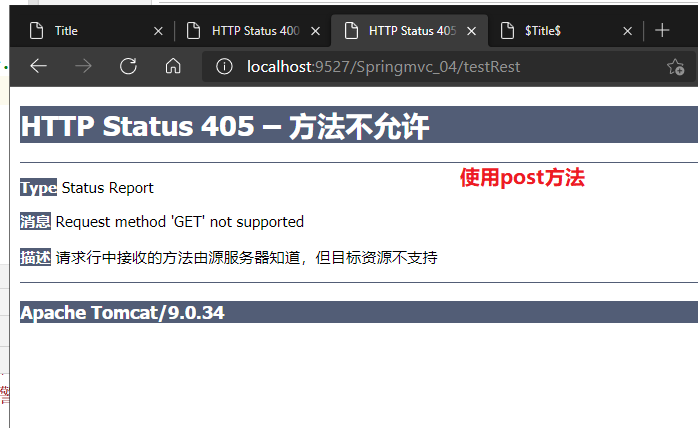 Title
HTTP Status 400
HTTP Status 405
$Title$
localhost:9527/Springmvc_04/testRest
HTTP Status 405 – 方法不允许
使用post方法
Type Status Report
消息 Request method 'GET' not supported
描述 请求行中接收的方法由源服务器知道，但目标资源不支持
Apache Tomcat/9.0.34